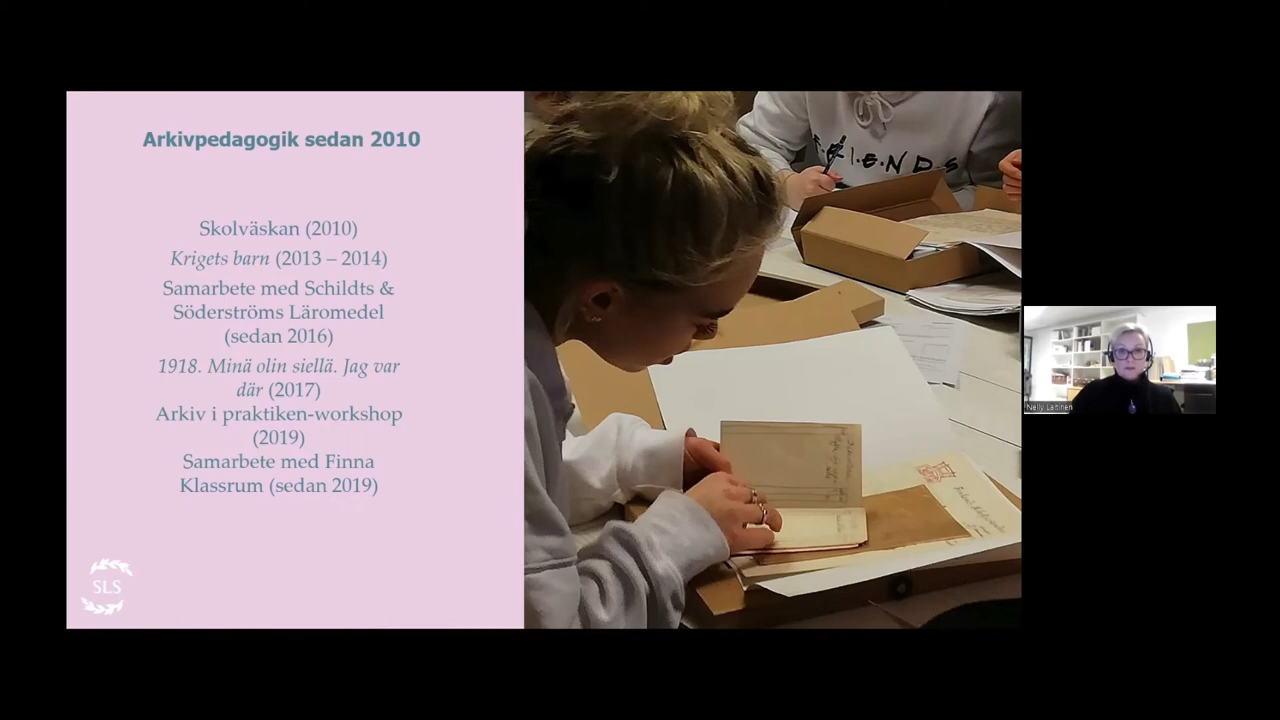 Arkivpedagogik sedan 2010
Skolväskan (2010)
Krigets barn (2013 – 2014)
Samarbete med Schildts &
Söderströms Läromedel
(sedan 2016)
1918. Minä olin siellä. Jag var
där (2017)
Arkiv i praktiken-workshop
(2019)
Samarbete med Finna
Klassrum (sedan 2019)
SLS
F.R.I.E.N.D.S
Nelly Laitinen